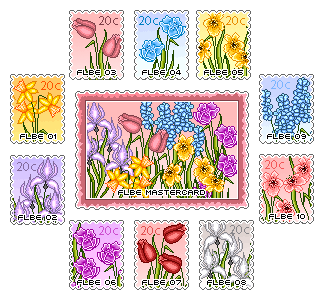 20c
FLBE 03
20c
FLBE 04
20c
FLBE 05
20c
FLBE 01
20c
FLBE 09
FLBE MASTERCARD
20c
FLBE 02
20c
FLBE 10
20c
FLBE 06
20c
FLBE 07
20c
FLBE 08